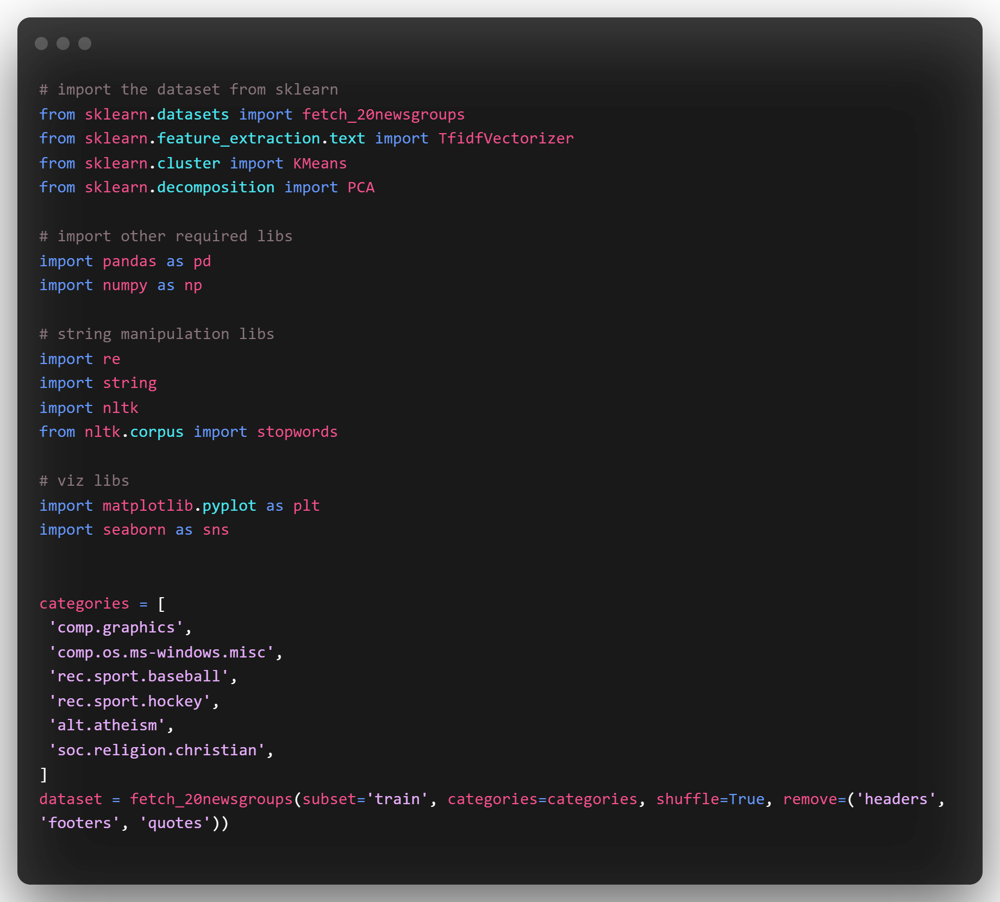 # import the dataset from sklearn
from sklearn.datasets import fetch_20newsgroups
from sklearn.feature_extraction.text import TfidfVectorizer
from sklearn.cluster import KMeans
from sklearn.decomposition import PCA

# import other required libs
import pandas as pd
import numpy as np

# string manipulation libs
import re
import string
import nltk
from nltk.corpus import stopwords

# viz libs
import matplotlib.pyplot as plt
import seaborn as sns


categories = [
 'comp.graphics',
 'comp.os.ms-windows.misc',
 'rec.sport.baseball',
 'rec.sport.hockey',
 'alt.atheism',
 'soc.religion.christian',
]
dataset = fetch_20newsgroups(subset='train', categories=categories, shuffle=True, remove=('headers',
'footers', 'quotes'))